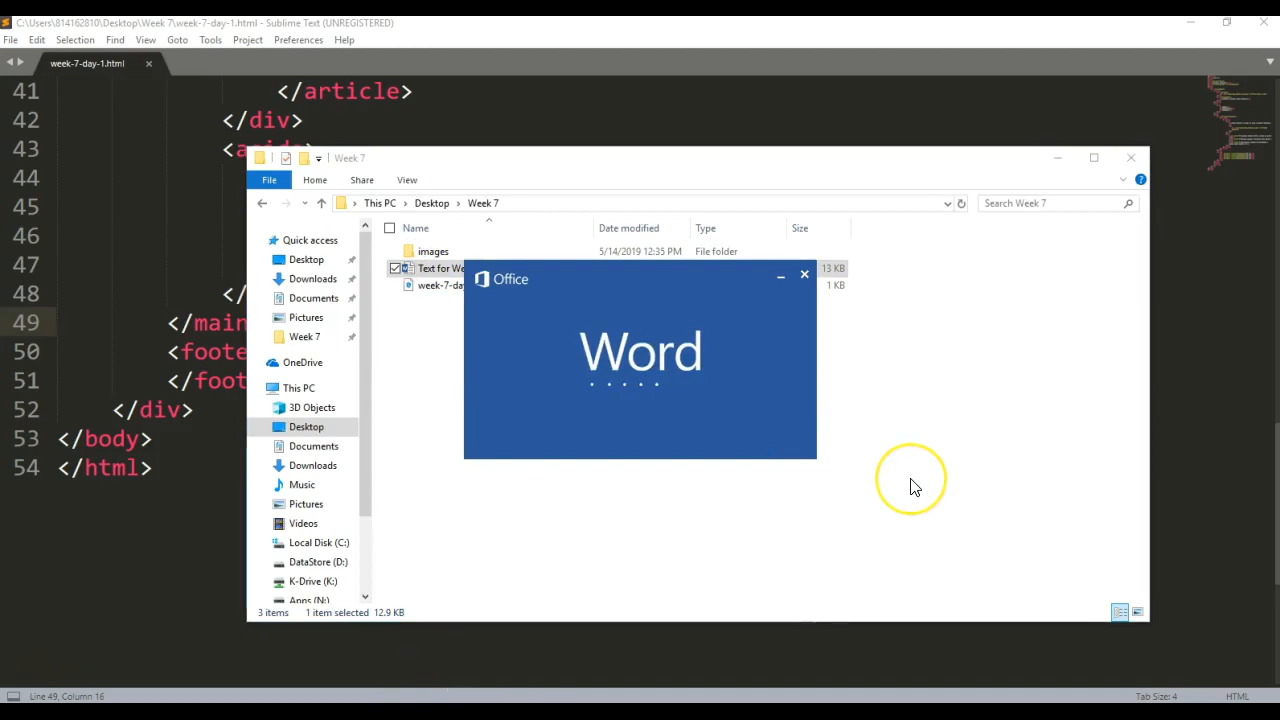 C:\Users\814162810\Desktop\Week 7\week-7-day-1.html - Sublime Text (UNREGISTERED)
File Edit Selection Find View Goto Tools Project Preferences Help
week-7-day-1.html
41 </article>
42 </div>
43
44
45
46
47
48 </
49 </main
50 <foote
51 </foot
52 </div>
53 </body>
54 </html>
Week 7
File Home Share View
This PC Desktop Week 7
Search Week 7
Name Date modified Type Size
images 5/14/2019 12:35 PM File folder
Text for We 13 KB
week-7-da 1 KB
Quick access
Desktop
Downloads
Documents
Pictures
Week 7
OneDrive
This PC
3D Objects
Desktop
Documents
Downloads
Music
Pictures
Videos
Local Disk (C:)
DataStore (D:)
K-Drive (K:)
Apps (N:)
Office
Word
3 items 1 item selected 12.9 KB
Line 49, Column 16
Tab Size: 4 HTML